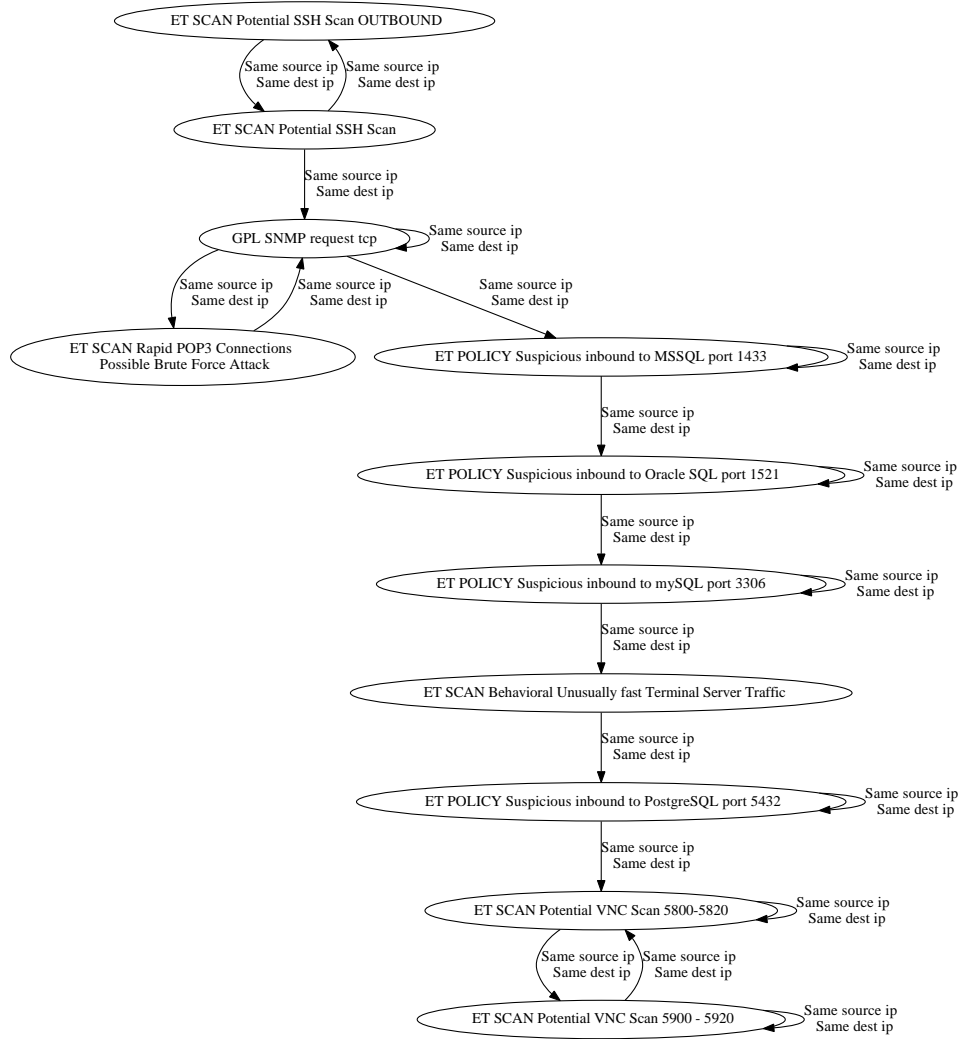 ET SCAN Potential SSH Scan OUTBOUND
Same source ip
Same dest ip
Same source ip
Same dest ip
ET SCAN Potential SSH Scan
Same source ip
Same dest ip
GPL SNMP request tcp
Same source ip
Same dest ip
Same source ip
Same dest ip
Same source ip
Same dest ip
Same source ip
Same dest ip
ET SCAN Rapid POP3 Connections
Possible Brute Force Attack
ET POLICY Suspicious inbound to MSSQL port 1433
Same source ip
Same dest ip
Same source ip
Same dest ip
ET POLICY Suspicious inbound to Oracle SQL port 1521
Same source ip
Same dest ip
Same source ip
Same dest ip
ET POLICY Suspicious inbound to mySQL port 3306
Same source ip
Same dest ip
Same source ip
Same dest ip
ET SCAN Behavioral Unusually fast Terminal Server Traffic
Same source ip
Same dest ip
ET POLICY Suspicious inbound to PostgreSQL port 5432
Same source ip
Same dest ip
Same source ip
Same dest ip
ET SCAN Potential VNC Scan 5800-5820
Same source ip
Same dest ip
Same source ip
Same dest ip
Same source ip
Same dest ip
ET SCAN Potential VNC Scan 5900 - 5920
Same source ip
Same dest ip